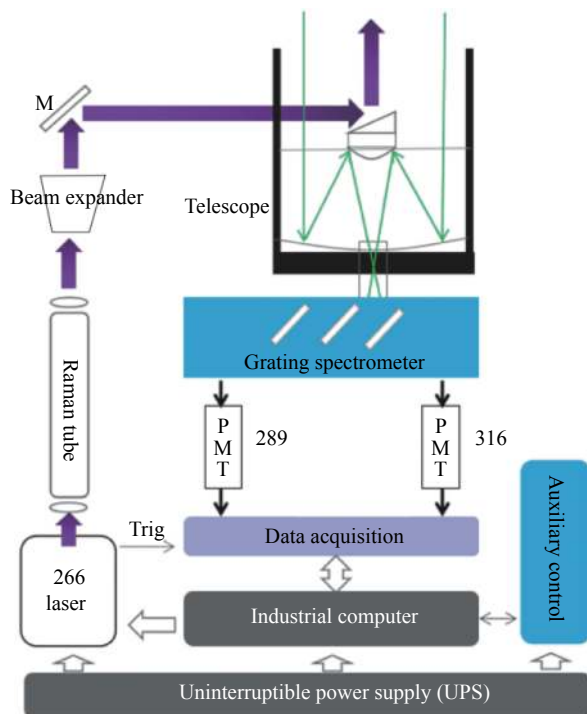 M
Beam expander
Telescope
Raman tube
Grating spectrometer
P
M
T
289
P
M
T
316
Auxiliary control
Trig
Data acquisition
266
laser
Industrial computer
Uninterruptible power supply (UPS)